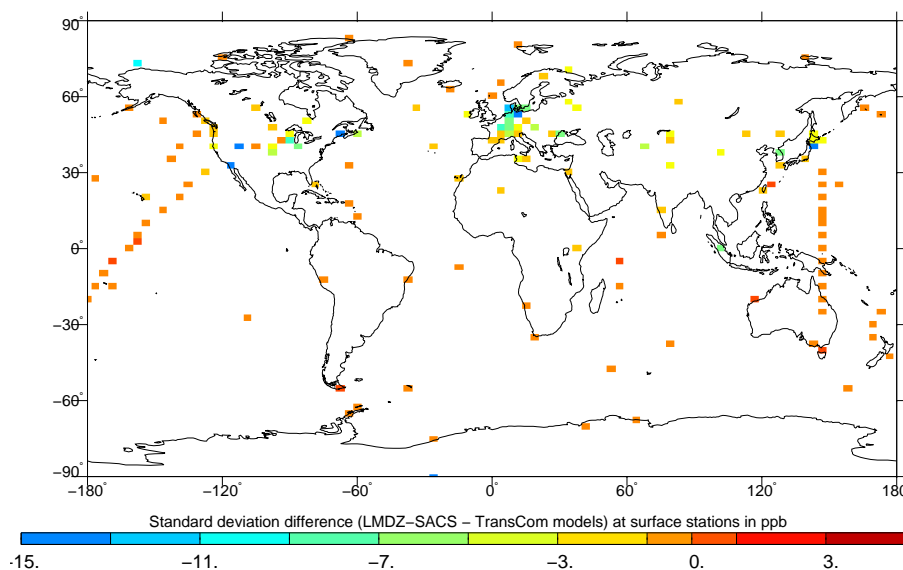 90°
60°
30°
0°
−30°
−60°
−90°
−180 −120° −60° 0° 60° 120° 180
Standard deviation difference (LMDZ−SACS − TransCom models) at surface stations in ppb
-15. −11. −7. −3. 0. 3.